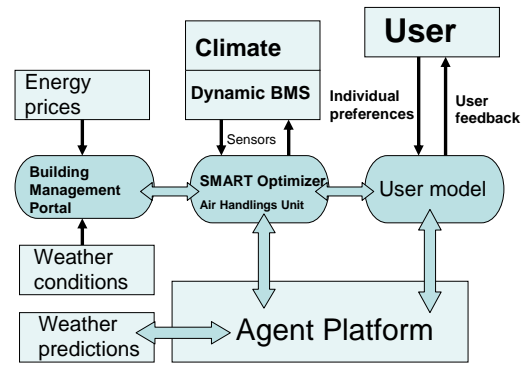 Climate
Dynamic BMS
User
Energy
prices
Individual
preferences
User
feedback
Sensors
Building
Management
Portal
SMART Optimizer
Air Handlings Unit
User model
Weather
conditions
Agent Platform
Weather
predictions